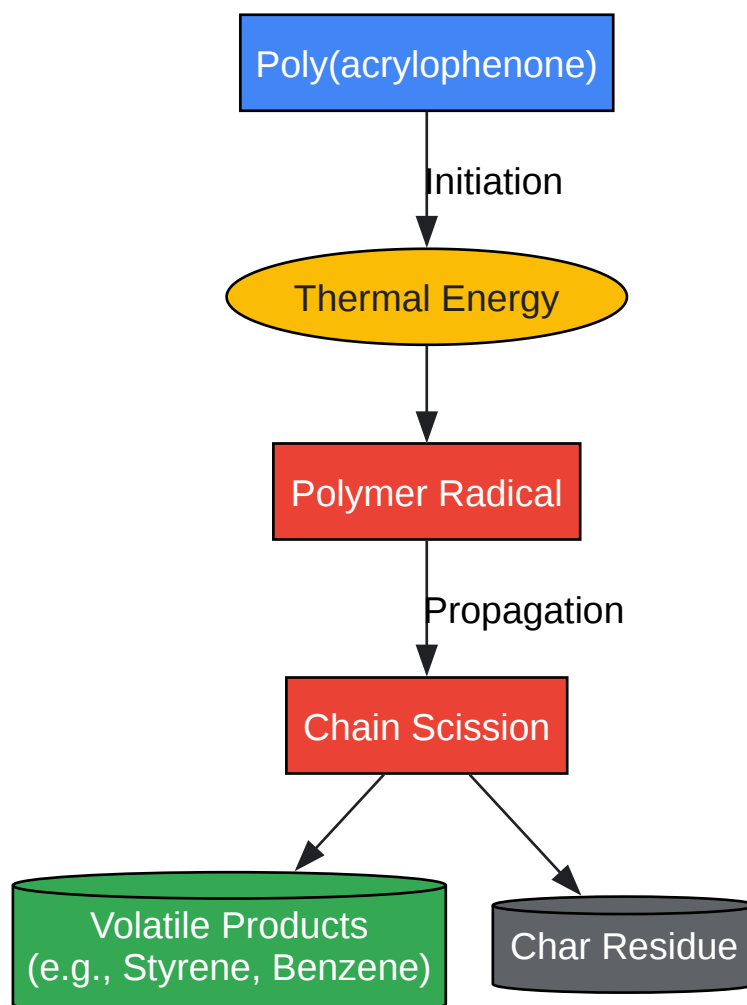 Poly(acrylophenone)
Initiation
Thermal Energy
Polymer Radical
Propagation
Chain Scission
Volatile Products
(e.g., Styrene, Benzene)
Char Residue